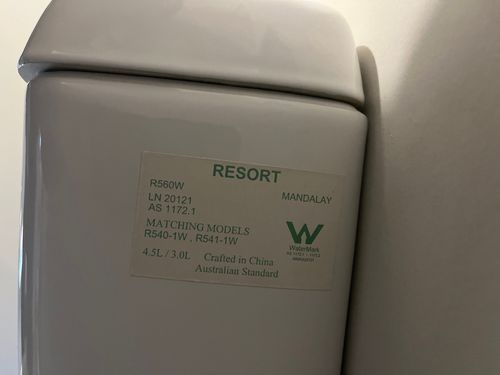 RESORT
R560W
MANDALAY
LN 20121
AS 1172.1
MATCHING MODELS
R540-1W . R541-1W
4.5L / 3.0L
Crafted in China
Australian Standard
WaterMark